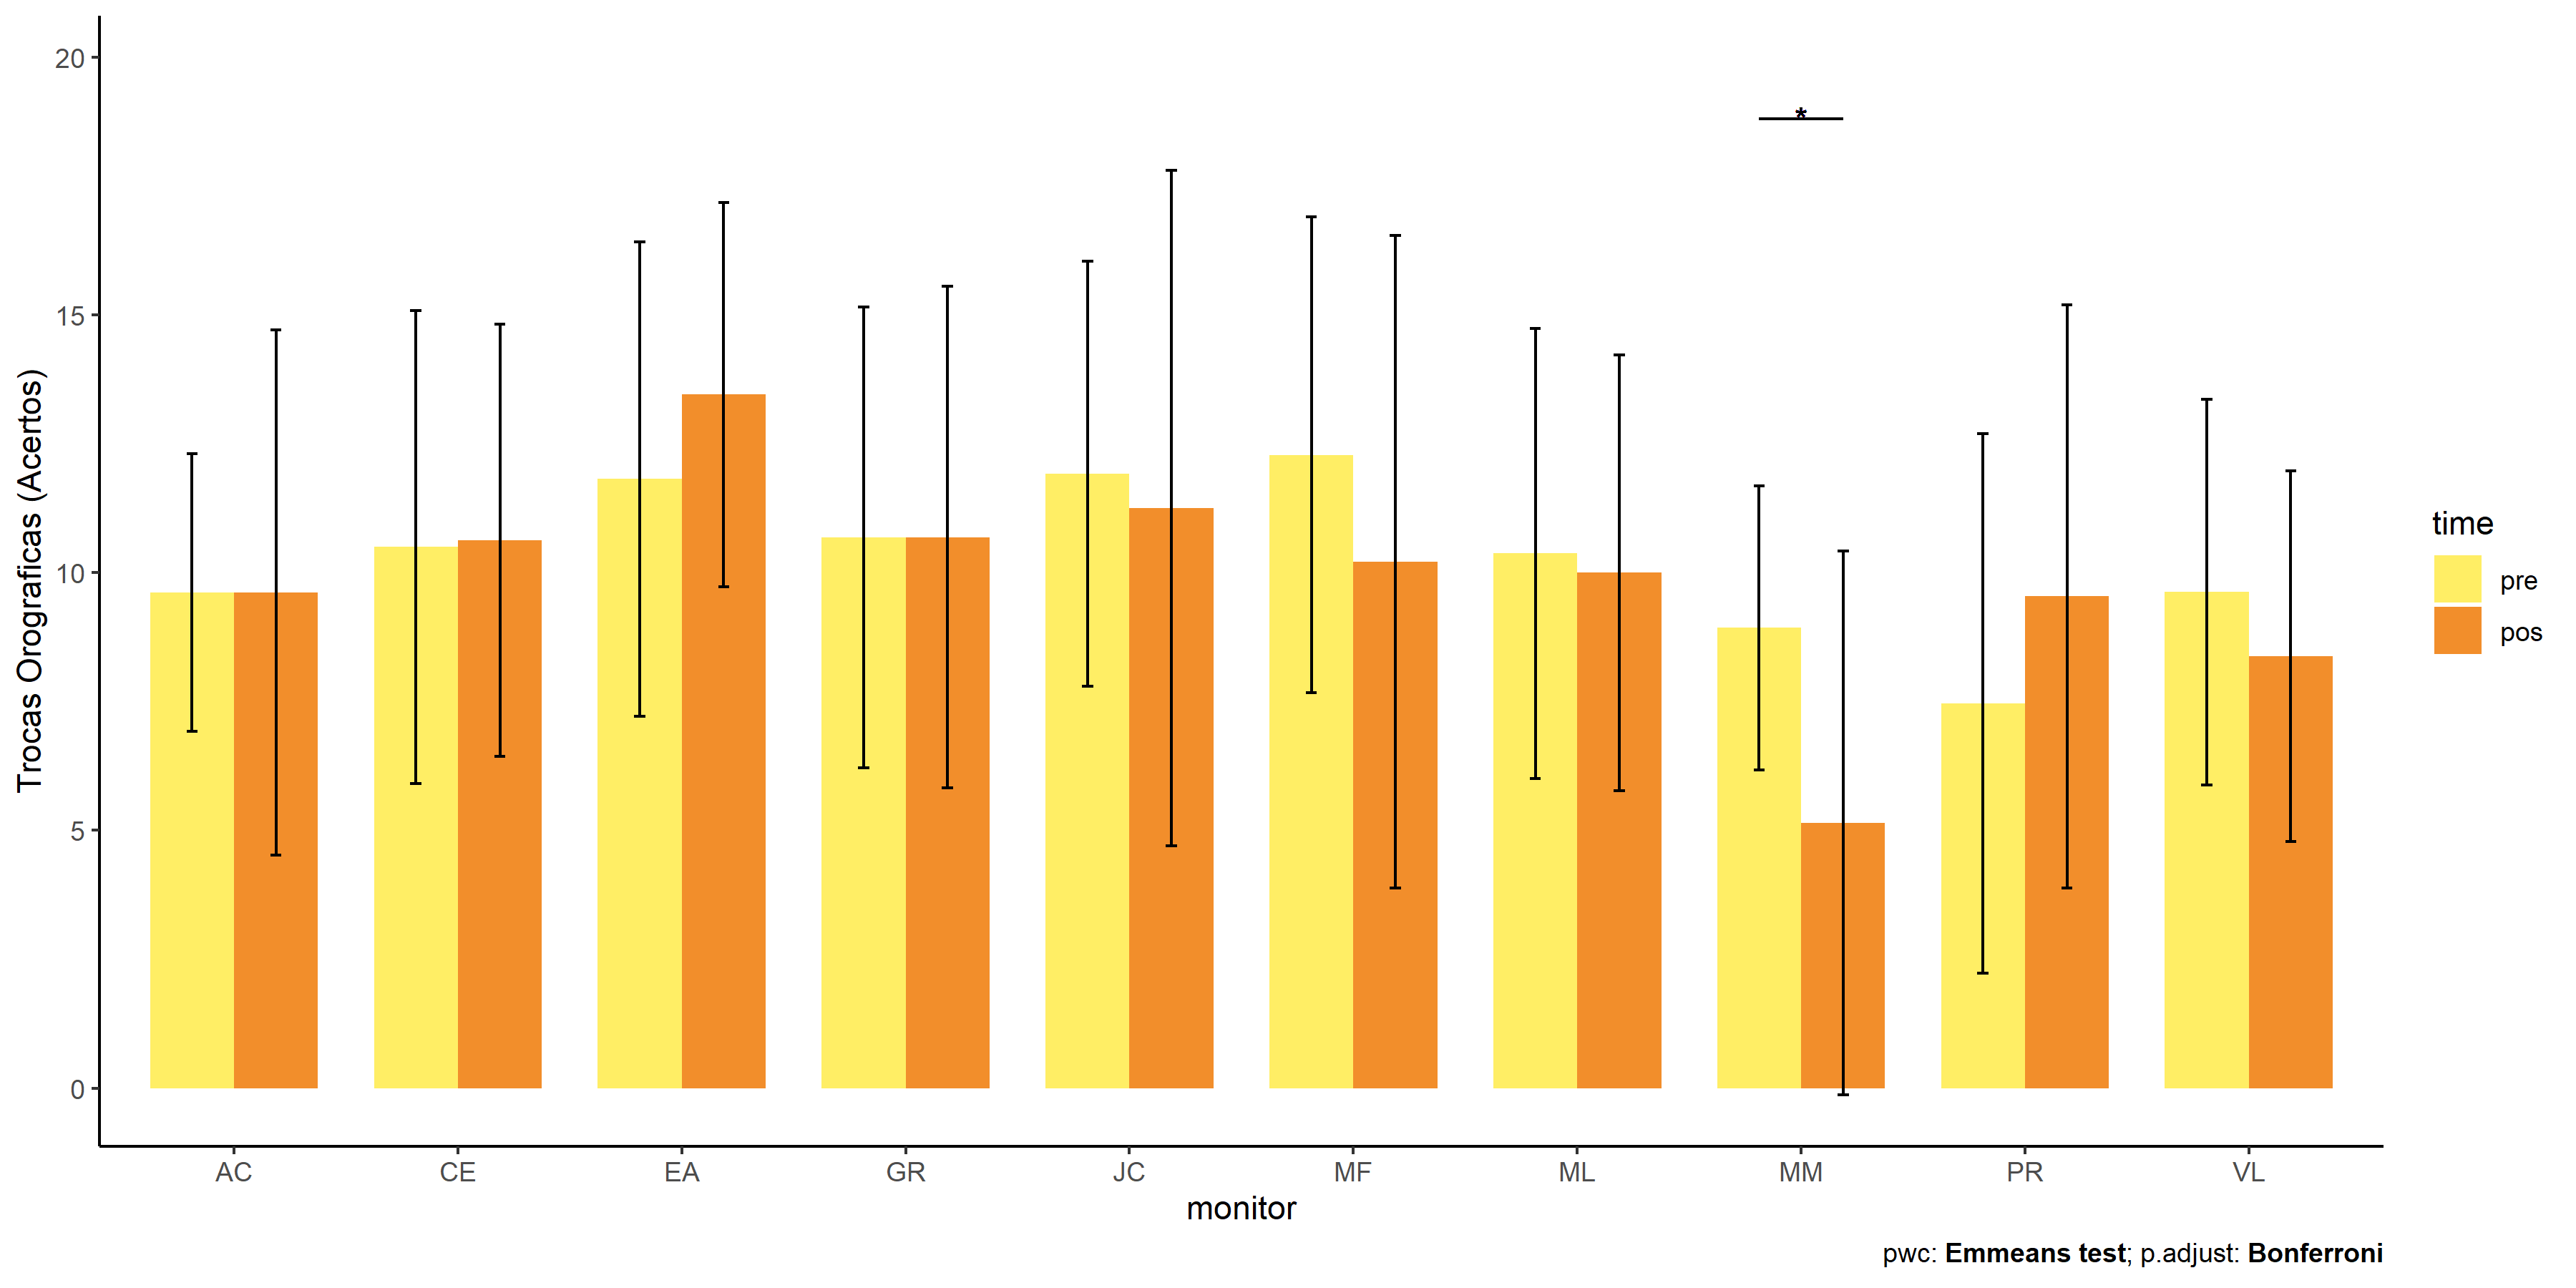 20
15
10
5
0
Trocas Orograficas (Acertos)
*
AC CE EA GR JC MF ML MM PR VL
monitor
time
pre
pos
pwc: Emmeans test; p.adjust: Bonferroni